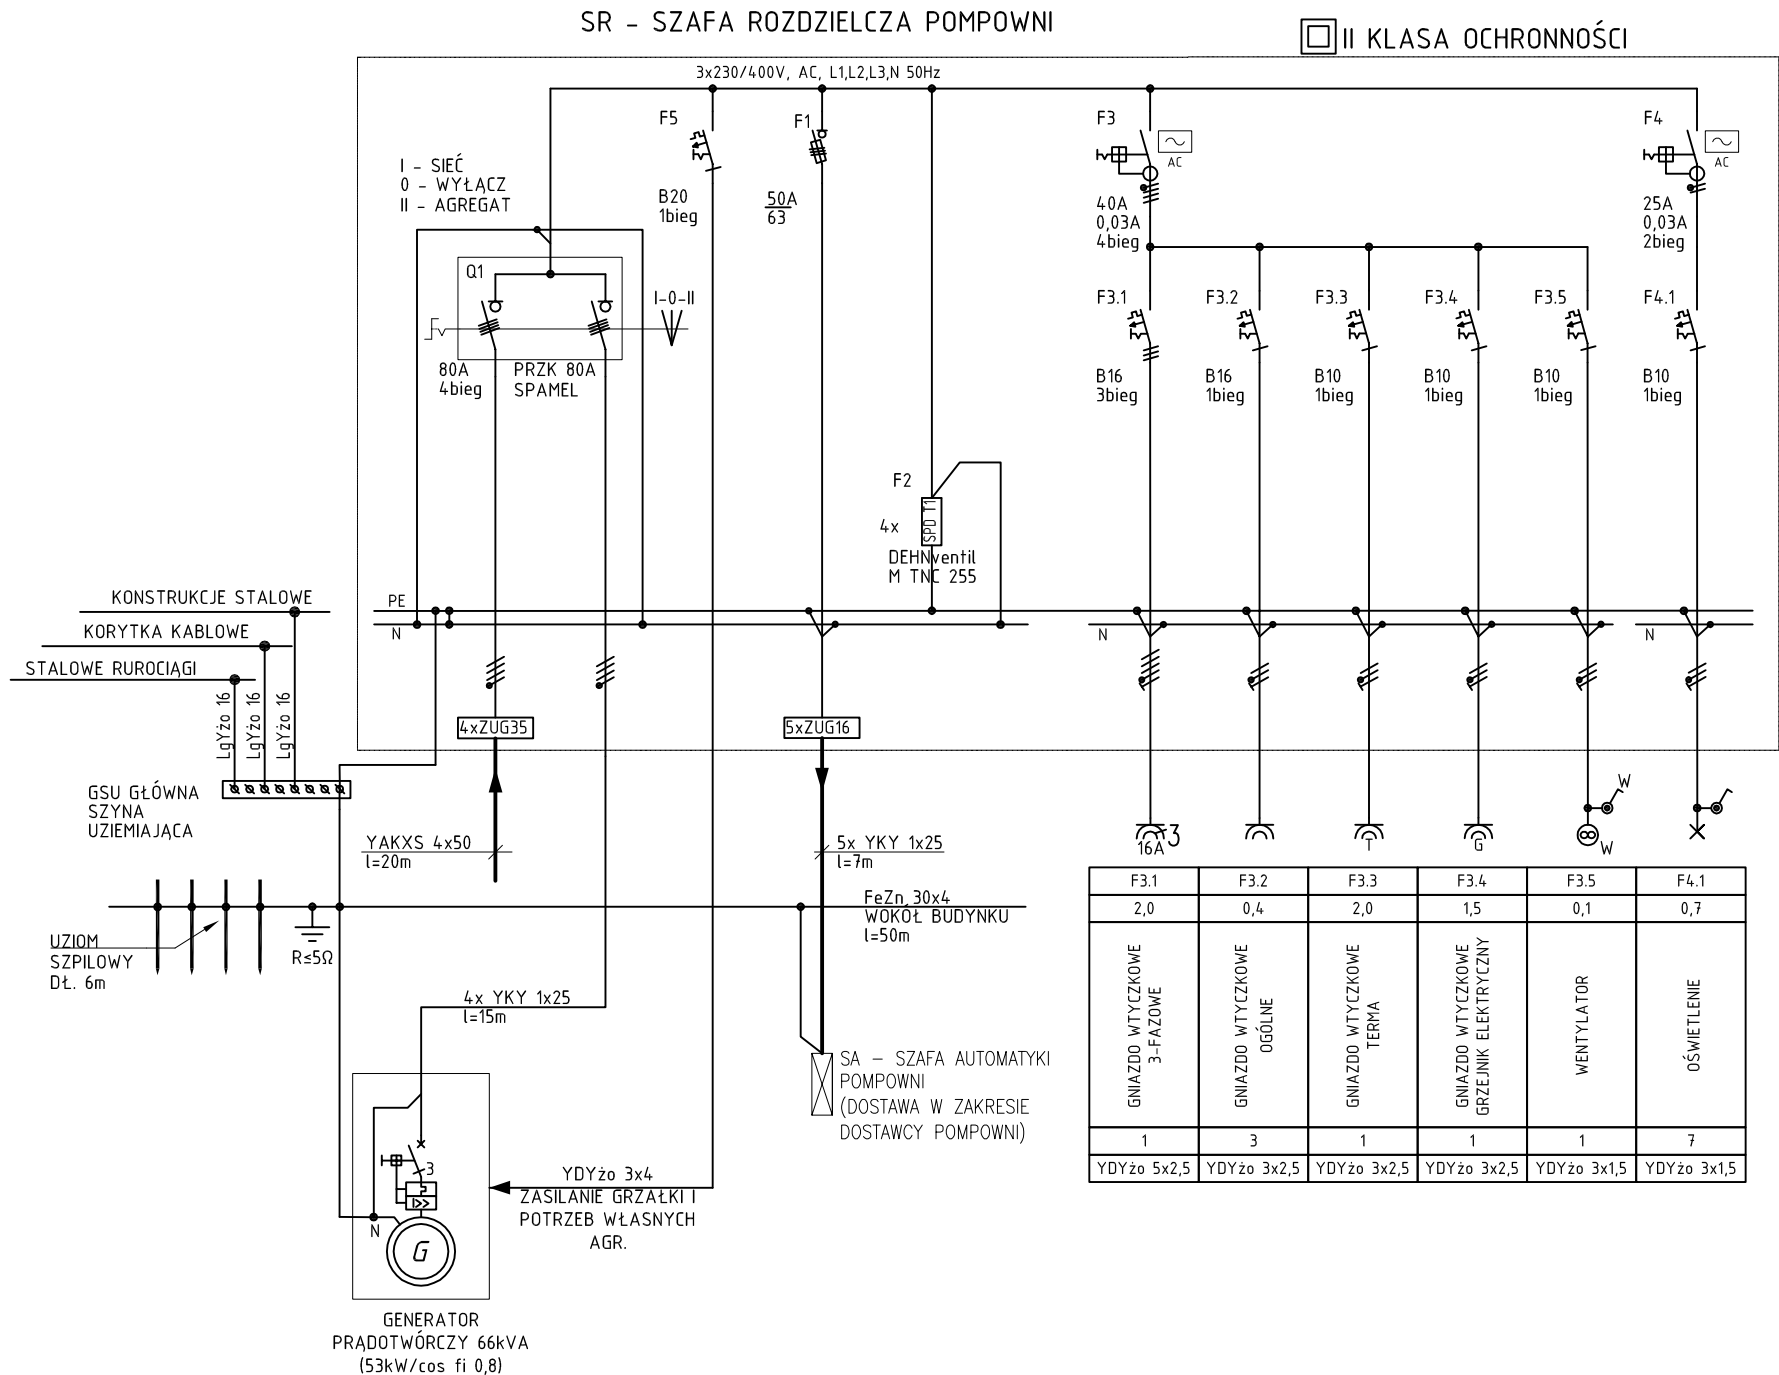 SR – SZAFA ROZDZIELCZA POMPOWNI
II KLASA OCHRONNOŚCI
3x230/400V, AC, L1,L2,L3,N 50Hz
I – SIEĆ
0 – WYŁĄCZ
II – AGREGAT
F5
B20
1bieg
F1
50A
63
F3
AC
40A
0,03A
4bieg
F4
AC
25A
0,03A
2bieg
Q1
I-0-II
80A
4bieg
PRZK 80A
SPAMEL
F3.1
B16
3bieg
F3.2
B16
1bieg
F3.3
B10
1bieg
F3.4
B10
1bieg
F3.5
B10
1bieg
F4.1
B10
1bieg
F2
4x
SPD T1
DEHNventil
M TNC 255
PE
N
N
N
KONSTRUKCJE STALOWE
KORYTKA KABLOWE
STALOWE RUROCIĄGI
LgYżo 16
LgYżo 16
LgYżo 16
4xZUG35
5xZUG16
GSU GŁÓWNA
SZYNA
UZIEMIAJĄCA
YAKXS 4x50
l=20m
5x YKY 1x25
l=7m
16A
3
T
G
W
W
FeZn 30x4
WOKÓŁ BUDYNKU
l=50m
UZIOM
SZPILOWY
DŁ. 6m
R≤5Ω
4x YKY 1x25
l=15m
SA – SZAFA AUTOMATYKI
POMPOWNI
(DOSTAWA W ZAKRESIE
DOSTAWCY POMPOWNI)
3
I>>
N
G
YDYżo 3x4
ZASILANIE GRZAŁKI I
POTRZEB WŁASNYCH
AGR.
GENERATOR
PRĄDOTWÓRCZY 66kVA
(53kW/cos fi 0,8)
F3.1 F3.2 F3.3 F3.4 F3.5 F4.1
2,0 0,4 2,0 1,5 0,1 0,7
GNIAZDO WTYCZKOWE
3-FAZOWE
GNIAZDO WTYCZKOWE
OGÓLNE
GNIAZDO WTYCZKOWE
TERMA
GNIAZDO WTYCZKOWE
GRZEJNIK ELEKTRYCZNY
WENTYLATOR
OŚWIETLENIE
1 3 1 1 1 7
YDYżo 5x2,5 YDYżo 3x2,5 YDYżo 3x2,5 YDYżo 3x2,5 YDYżo 3x1,5 YDYżo 3x1,5